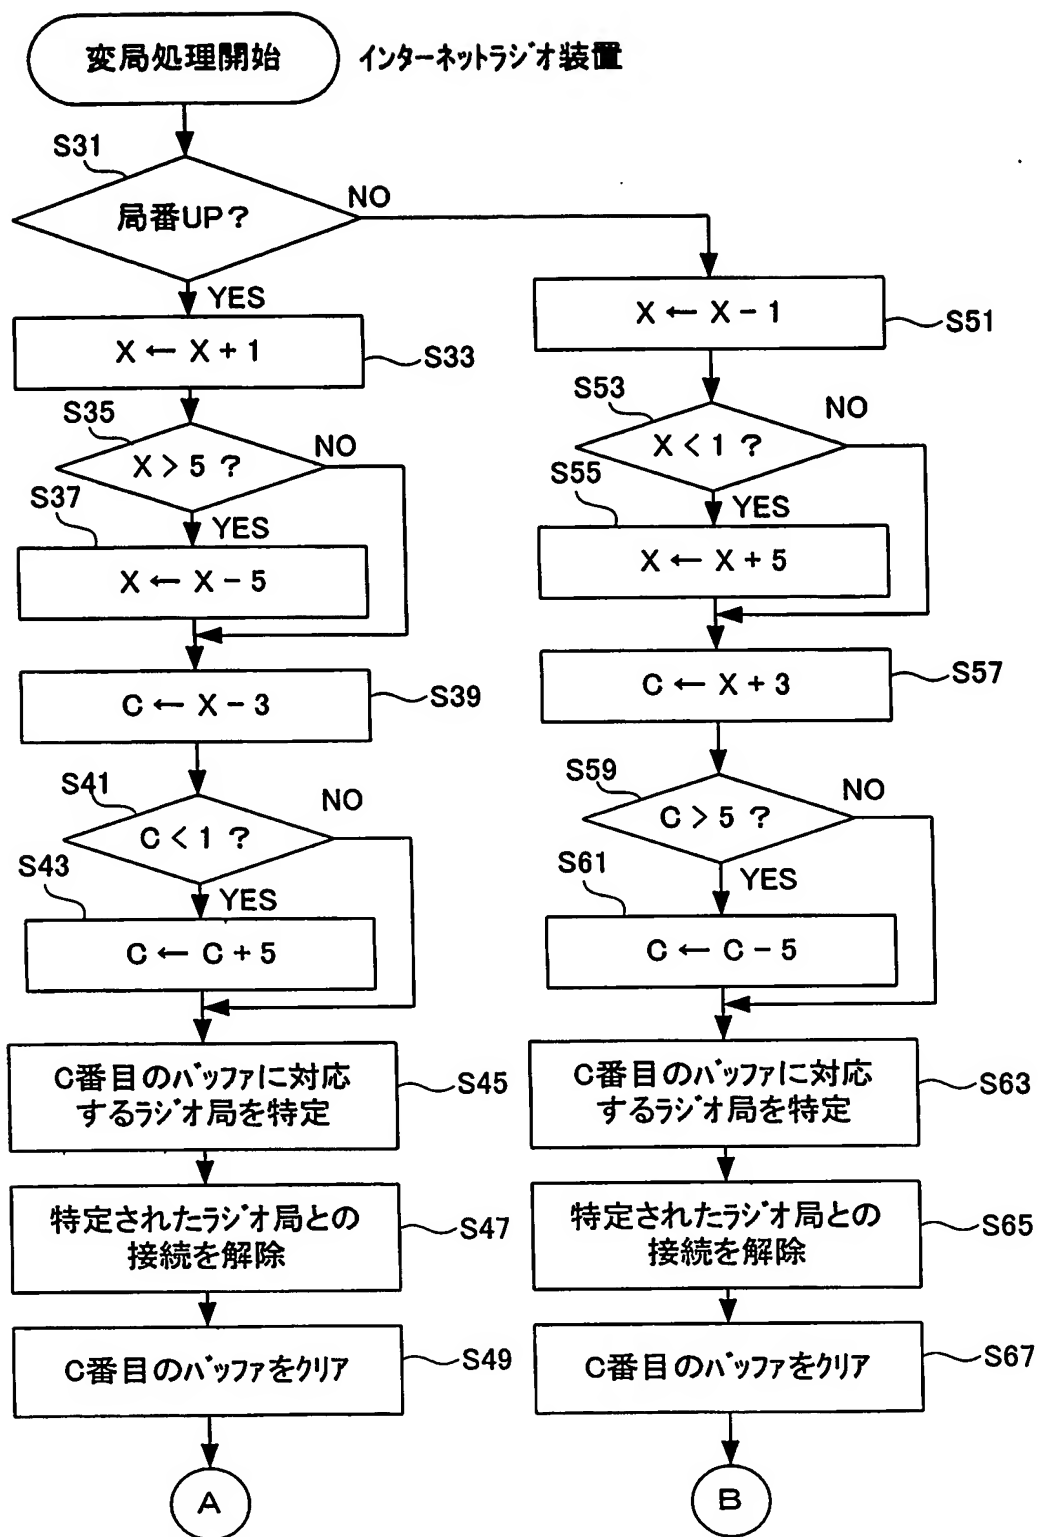 変局処理開始
インターネットラジオ装置
S31
局番UP?
NO
YES
X ← X + 1
S33
S35
X > 5 ?
NO
S37
YES
X ← X - 5
C ← X - 3
S39
S41
C < 1 ?
NO
S43
YES
C ← C + 5
C番目のバッファに対応
するラジオ局を特定
S45
特定されたラジオ局との
接続を解除
S47
C番目のバッファをクリア
S49
A
X ← X - 1
S51
S53
X < 1 ?
NO
S55
YES
X ← X + 5
C ← X + 3
S57
S59
C > 5 ?
NO
S61
YES
C ← C - 5
C番目のバッファに対応
するラジオ局を特定
S63
特定されたラジオ局との
接続を解除
S65
C番目のバッファをクリア
S67
B